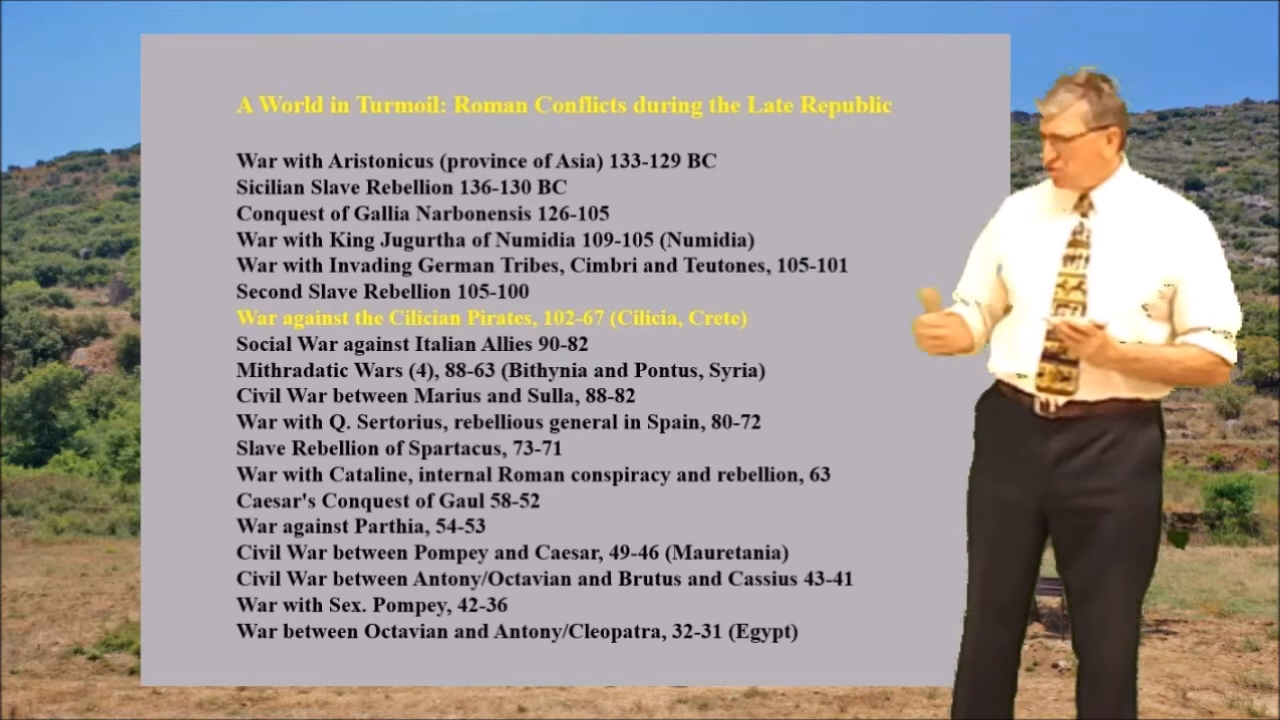 A World in Turmoil: Roman Conflicts during the Late Republic
War with Aristonicus (province of Asia) 133-129 BC
Sicilian Slave Rebellion 136-130 BC
Conquest of Gallia Narbonensis 126-105
War with King Jugurtha of Numidia 109-105 (Numidia)
War with Invading German Tribes, Cimbri and Teutones, 105-101
Second Slave Rebellion 105-100
War against the Cilician Pirates, 102-67 (Cilicia, Crete)
Social War against Italian Allies 90-82
Mithradatic Wars (4), 88-63 (Bithynia and Pontus, Syria)
Civil War between Marius and Sulla, 88-82
War with Q. Sertorius, rebellious general in Spain, 80-72
Slave Rebellion of Spartacus, 73-71
War with Cataline, internal Roman conspiracy and rebellion, 63
Caesar's Conquest of Gaul 58-52
War against Parthia, 54-53
Civil War between Pompey and Caesar, 49-46 (Mauretania)
Civil War between Antony/Octavian and Brutus and Cassius 43-41
War with Sex. Pompey, 42-36
War between Octavian and Antony/Cleopatra, 32-31 (Egypt)